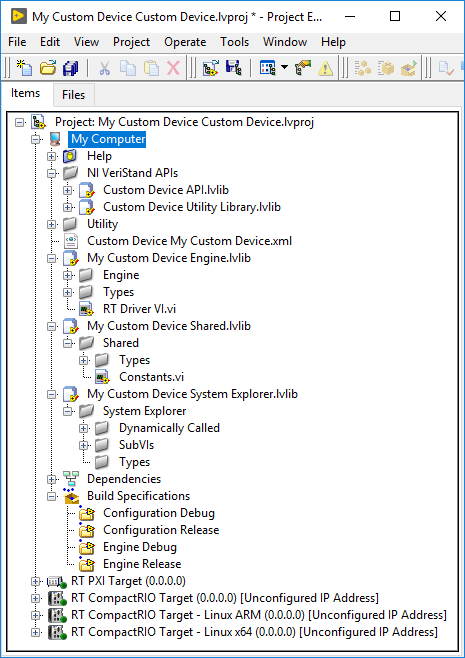 My Custom Device Custom Device.lvproj * - Project E...
File Edit View Project Operate Tools Window Help
Items Files
Project: My Custom Device Custom Device.lvproj
My Computer
Help
NI VeriStand APIs
Custom Device API.lvlib
Custom Device Utility Library.lvlib
Utility
Custom Device My Custom Device.xml
My Custom Device Engine.lvlib
Engine
Types
RT Driver VI.vi
My Custom Device Shared.lvlib
Shared
Types
Constants.vi
My Custom Device System Explorer.lvlib
System Explorer
Dynamically Called
SubVIs
Types
Dependencies
Build Specifications
Configuration Debug
Configuration Release
Engine Debug
Engine Release
RT PXI Target (0.0.0.0)
RT CompactRIO Target (0.0.0.0) [Unconfigured IP Address]
RT CompactRIO Target - Linux ARM (0.0.0.0) [Unconfigured IP Address]
RT CompactRIO Target - Linux x64 (0.0.0.0) [Unconfigured IP Address]